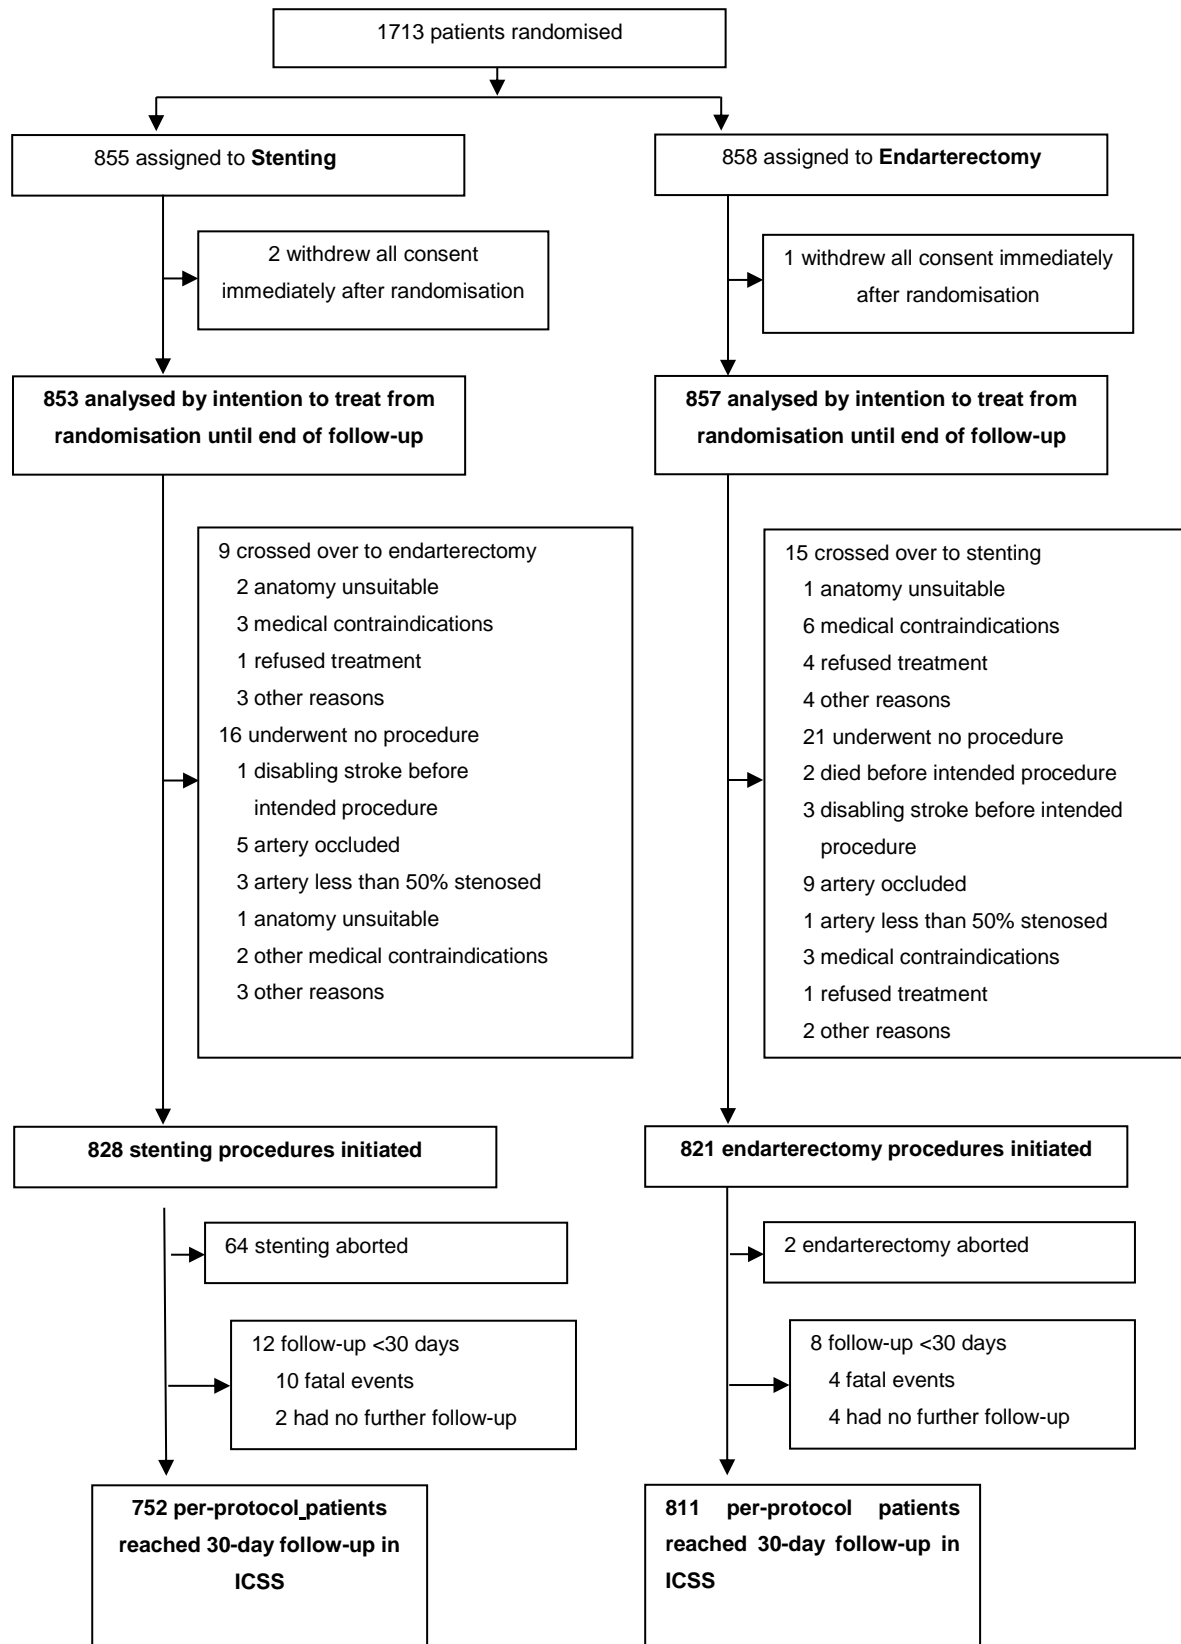 1713 patients randomised
855 assigned to Stenting
858 assigned to Endarterectomy
2 withdrew all consent
immediately after randomisation
1 withdrew all consent immediately
after randomisation
853 analysed by intention to treat from
randomisation until end of follow-up
857 analysed by intention to treat from
randomisation until end of follow-up
9 crossed over to endarterectomy
2 anatomy unsuitable
3 medical contraindications
1 refused treatment
3 other reasons
16 underwent no procedure
1 disabling stroke before
intended procedure
5 artery occluded
3 artery less than 50% stenosed
1 anatomy unsuitable
2 other medical contraindications
3 other reasons
15 crossed over to stenting
1 anatomy unsuitable
6 medical contraindications
4 refused treatment
4 other reasons
21 underwent no procedure
2 died before intended procedure
3 disabling stroke before intended
procedure
9 artery occluded
1 artery less than 50% stenosed
3 medical contraindications
1 refused treatment
2 other reasons
828 stenting procedures initiated
821 endarterectomy procedures initiated
64 stenting aborted
2 endarterectomy aborted
12 follow-up <30 days
10 fatal events
2 had no further follow-up
8 follow-up <30 days
4 fatal events
4 had no further follow-up
752 per-protocol patients
reached 30-day follow-up in
ICSS
811 per-protocol patients
reached 30-day follow-up in
ICSS